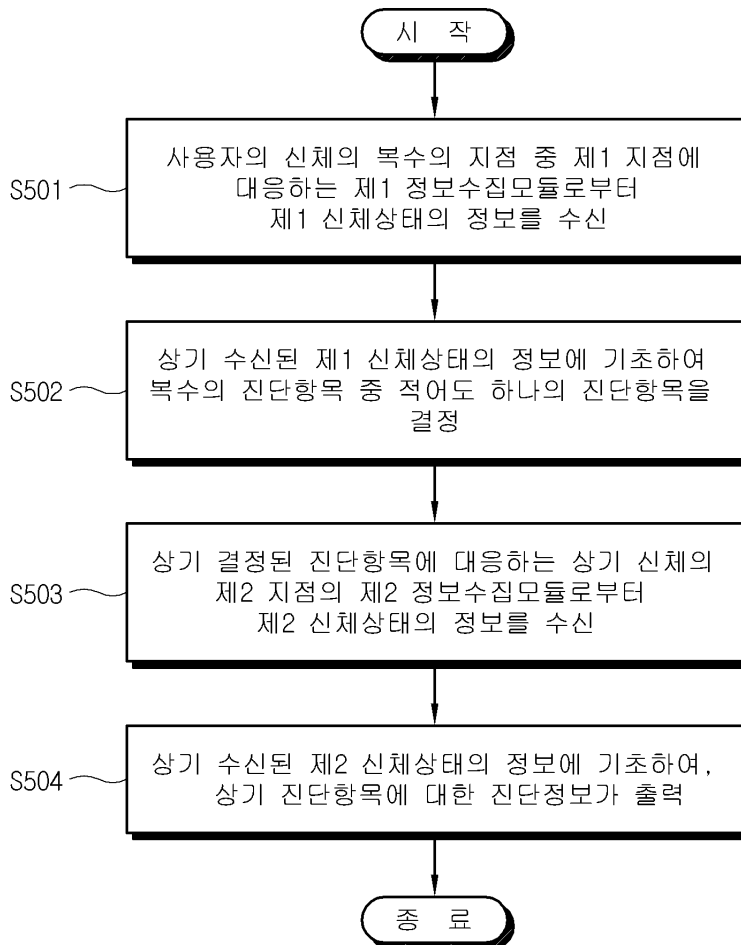 시 작
S501
사용자의 신체의 복수의 지점 중 제1 지점에
대응하는 제1 정보수집모듈로부터
제1 신체상태의 정보를 수신
S502
상기 수신된 제1 신체상태의 정보에 기초하여
복수의 진단항목 중 적어도 하나의 진단항목을
결정
S503
상기 결정된 진단항목에 대응하는 상기 신체의
제2 지점의 제2 정보수집모듈로부터
제2 신체상태의 정보를 수신
S504
상기 수신된 제2 신체상태의 정보에 기초하여,
상기 진단항목에 대한 진단정보가 출력
종 료